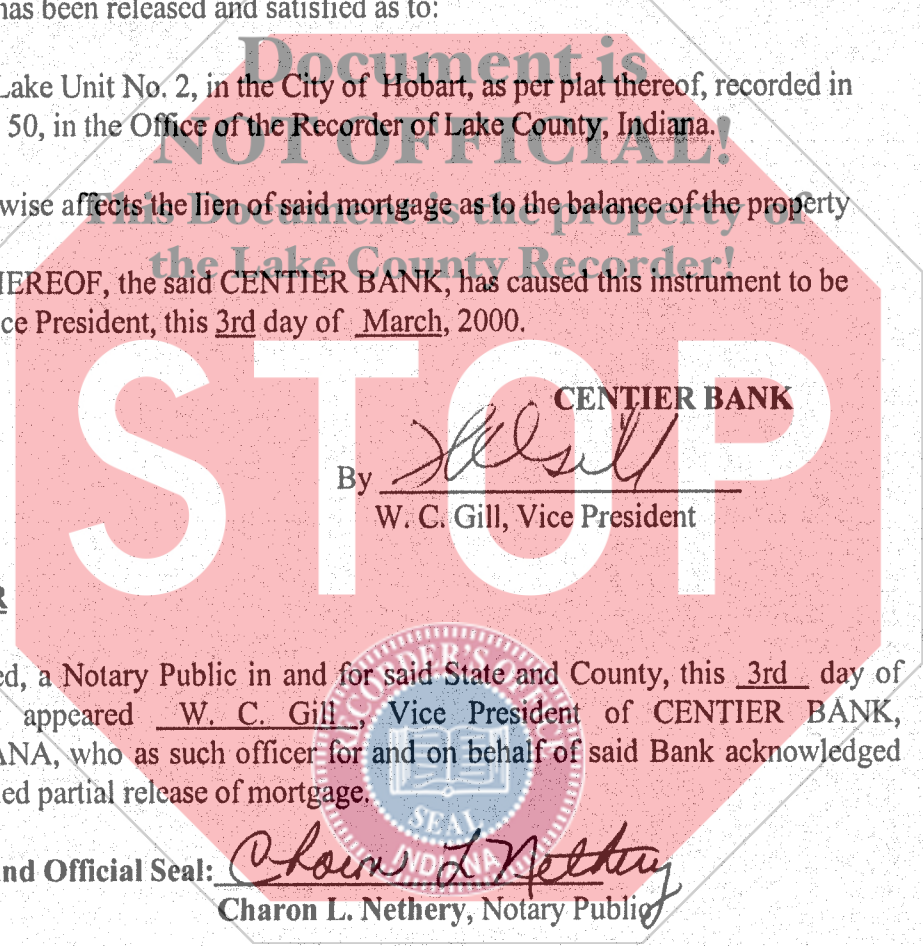 has been released and satisfied as to:
Document is
Lake Unit No. 2, in the City of Hobart, as per plat thereof, recorded in
50, in the Office of the Recorder of Lake County, Indiana.
NOT OFFICIAL!
wise affects the lien of said mortgage as to the balance of the property
This Document is the property of
the Lake County Recorder!
HEREOF, the said CENTIER BANK, has caused this instrument to be
ce President, this 3rd day of March, 2000.
STOP
CENTIER BANK
By
W. C. Gill, Vice President
R
ed, a Notary Public in and for said State and County, this 3rd day of
appeared W. C. Gill, Vice President of CENTIER BANK,
ANA, who as such officer for and on behalf of said Bank acknowledged
ed partial release of mortgage.
RECORDER'S OFFICE
SEAL
INDIANA
nd Official Seal: Charon L Nethery
Charon L. Nethery, Notary Public